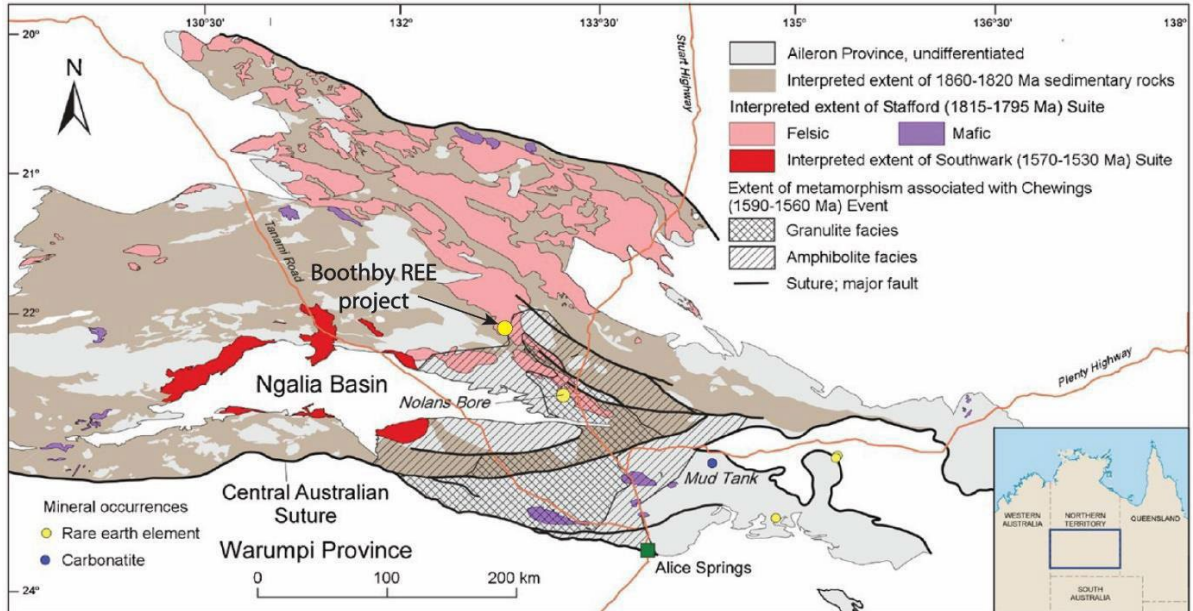 130°30'
132°
133°30'
135°
136°30'
138°
20°
21°
22°
24°
N
Stuart Highway
Tanami Road
Plenty Highway
Aileron Province, undifferentiated
Interpreted extent of 1860-1820 Ma sedimentary rocks
Interpreted extent of Stafford (1815-1795 Ma) Suite
Felsic
Mafic
Interpreted extent of Southwark (1570-1530 Ma) Suite
Extent of metamorphism associated with Chewings
(1590-1560 Ma) Event
Granulite facies
Amphibolite facies
Suture; major fault
Boothby REE
project
Ngalia Basin
Nolans Bore
Mud Tank
Central Australian
Suture
Warumpi Province
Alice Springs
Mineral occurrences
Rare earth element
Carbonatite
0 100 200 km
WESTERN
AUSTRALIA
NORTHERN
TERRITORY
QUEENSLAND
SOUTH
AUSTRALIA